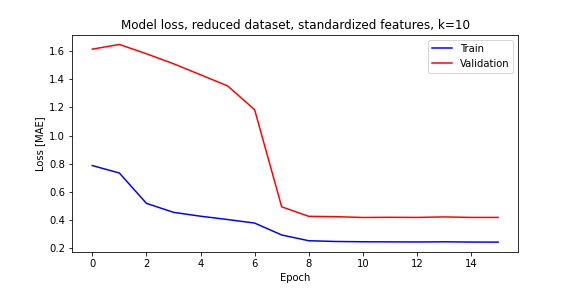 Model loss, reduced dataset, standardized features, k=10
Train
Validation
Loss [MAE]
1.6
1.4
1.2
1.0
0.8
0.6
0.4
0.2
0 2 4 6 8 10 12 14
Epoch